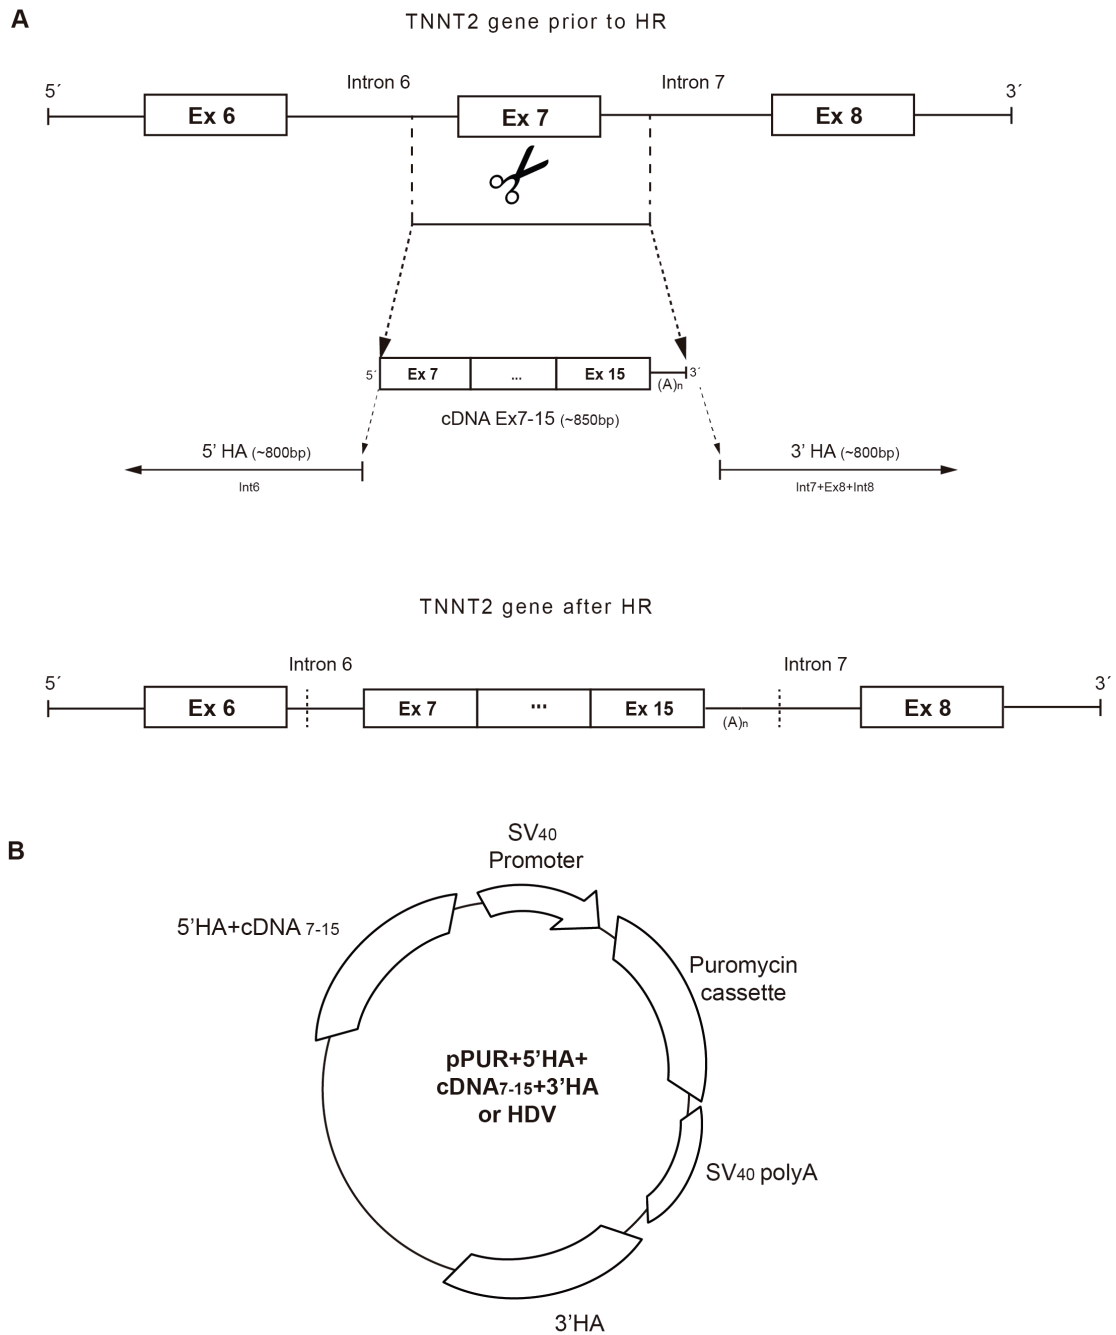 A
TNNT2 gene prior to HR
Intron 6
Intron 7
5´
3´
Ex 6
Ex 7
Ex 8
5´
Ex 7
...
Ex 15
3´
(A)n
cDNA Ex7-15 (~850bp)
5’ HA (~800bp)
3’ HA (~800bp)
Int6
Int7+Ex8+Int8
TNNT2 gene after HR
Intron 6
Intron 7
5´
3´
Ex 6
Ex 7
...
Ex 15
Ex 8
(A)n
B
SV40
Promoter
5’HA+cDNA 7-15
Puromycin
cassette
pPUR+5’HA+
cDNA7-15+3’HA
or HDV
SV40 polyA
3’HA